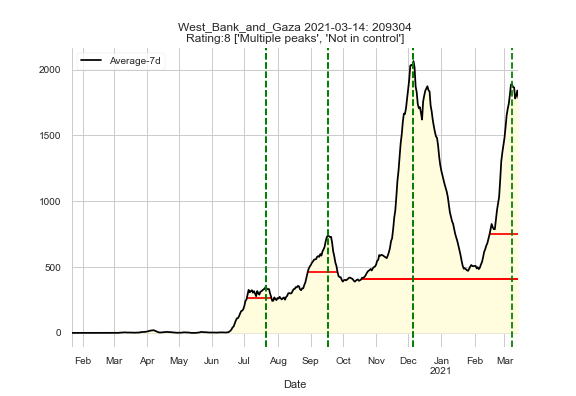 West_Bank_and_Gaza 2021-03-14: 209304
Rating:8 ['Multiple peaks', 'Not in control']
Average-7d
2000
1500
1000
500
0
Feb Mar Apr May Jun Jul Aug Sep Oct Nov Dec Jan Feb Mar
2021
Date